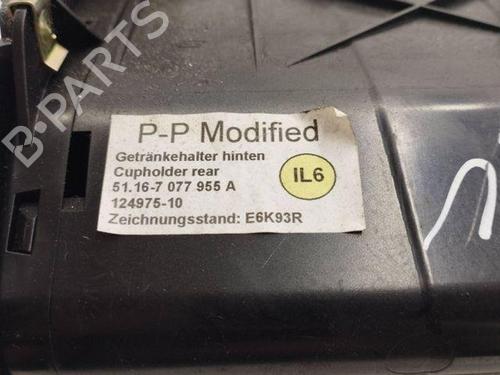 B-PARTS
P-P Modified
Getränkehalter hinten
Cupholder rear
51.16-7 077 955 A
124975-10
Zeichnungsstand: E6K93R
IL6